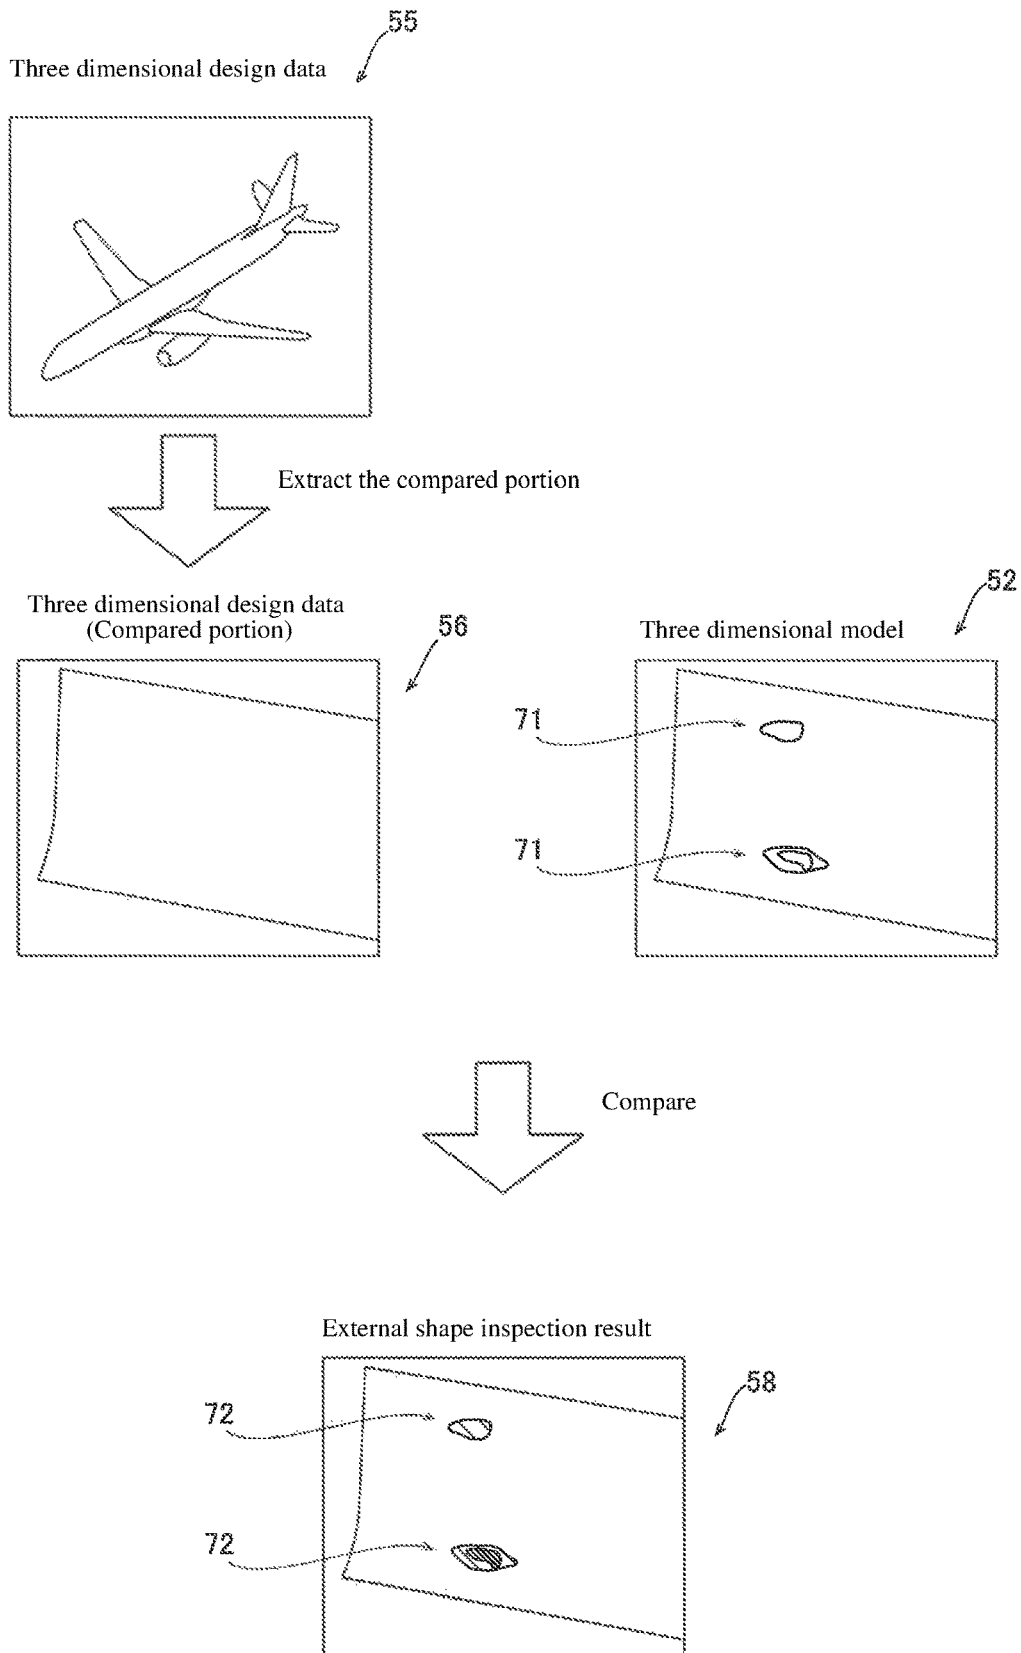 55
Three dimensional design data
Extract the compared portion
Three dimensional design data
(Compared portion)
56
52
Three dimensional model
71
71
Compare
External shape inspection result
58
72
72